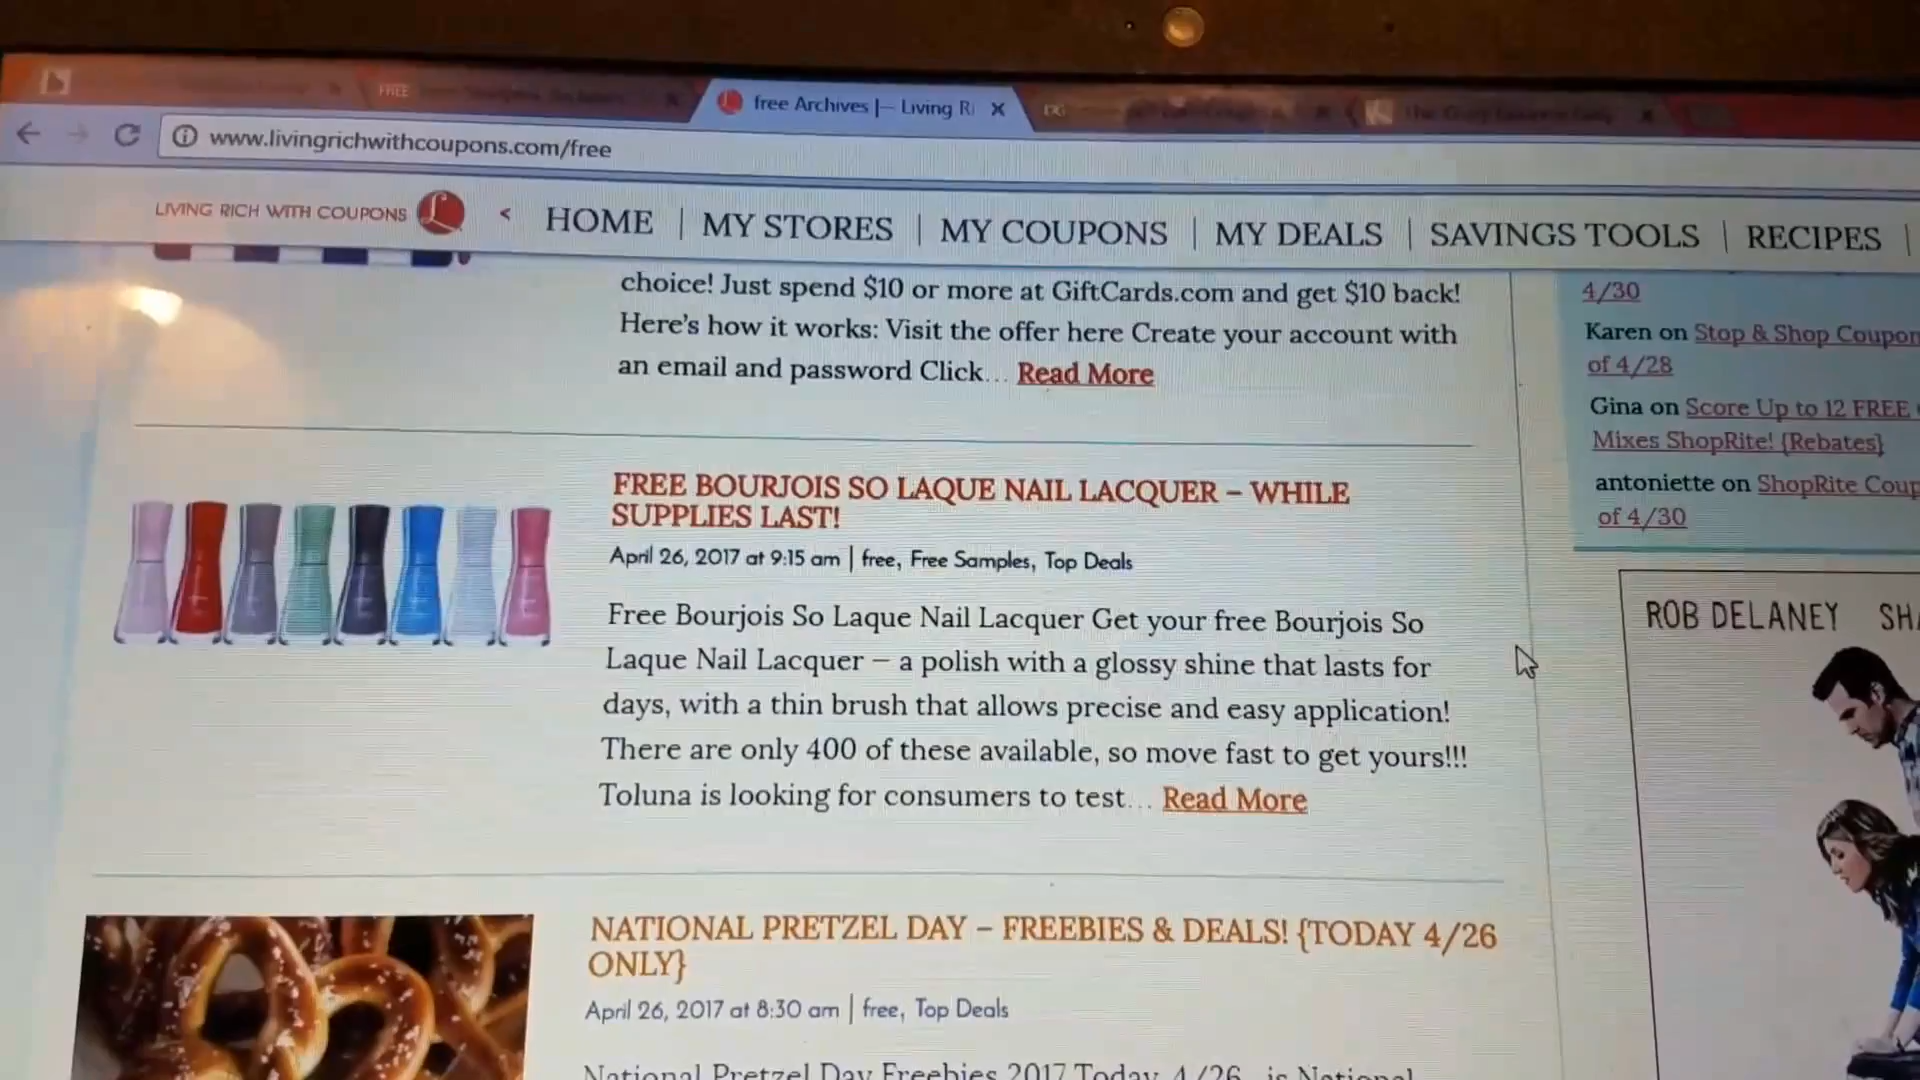 FREE
free Archives |— Living Ri
www.livingrichwithcoupons.com/free
LIVING RICH WITH COUPONS L < HOME | MY STORES | MY COUPONS | MY DEALS | SAVINGS TOOLS | RECIPES |
choice! Just spend $10 or more at GiftCards.com and get $10 back!
Here's how it works: Visit the offer here Create your account with
an email and password Click... Read More
FREE BOURJOIS SO LAQUE NAIL LACQUER – WHILE
SUPPLIES LAST!
April 26, 2017 at 9:15 am | free, Free Samples, Top Deals
Free Bourjois So Laque Nail Lacquer Get your free Bourjois So
Laque Nail Lacquer – a polish with a glossy shine that lasts for
days, with a thin brush that allows precise and easy application!
There are only 400 of these available, so move fast to get yours!!!
Toluna is looking for consumers to test... Read More
NATIONAL PRETZEL DAY – FREEBIES & DEALS! {TODAY 4/26
ONLY}
April 26, 2017 at 8:30 am | free, Top Deals
National Pretzel Day Freebies 2017 Today, 4/26, is National
4/30
Karen on Stop & Shop Coupon
of 4/28
Gina on Score Up to 12 FREE
Mixes ShopRite! {Rebates}
antoniette on ShopRite Coup
of 4/30
ROB DELANEY SHA